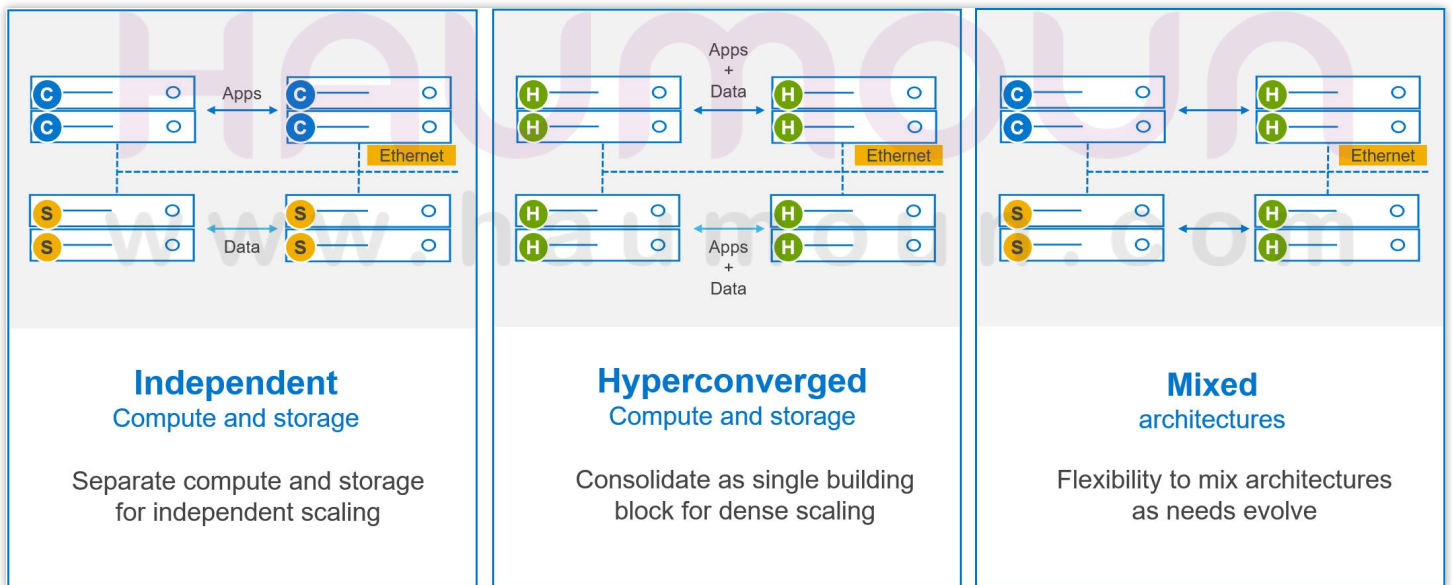 HAUMOUN
www.haumoun.com
C
C
Apps
C
C
Ethernet
S
S
Data
S
S
Independent
Compute and storage
Separate compute and storage
for independent scaling
Apps
+
Data
H
H
H
H
Ethernet
H
H
H
H
Apps
+
Data
Hyperconverged
Compute and storage
Consolidate as single building
block for dense scaling
C
C
H
H
Ethernet
S
S
H
H
Mixed
architectures
Flexibility to mix architectures
as needs evolve